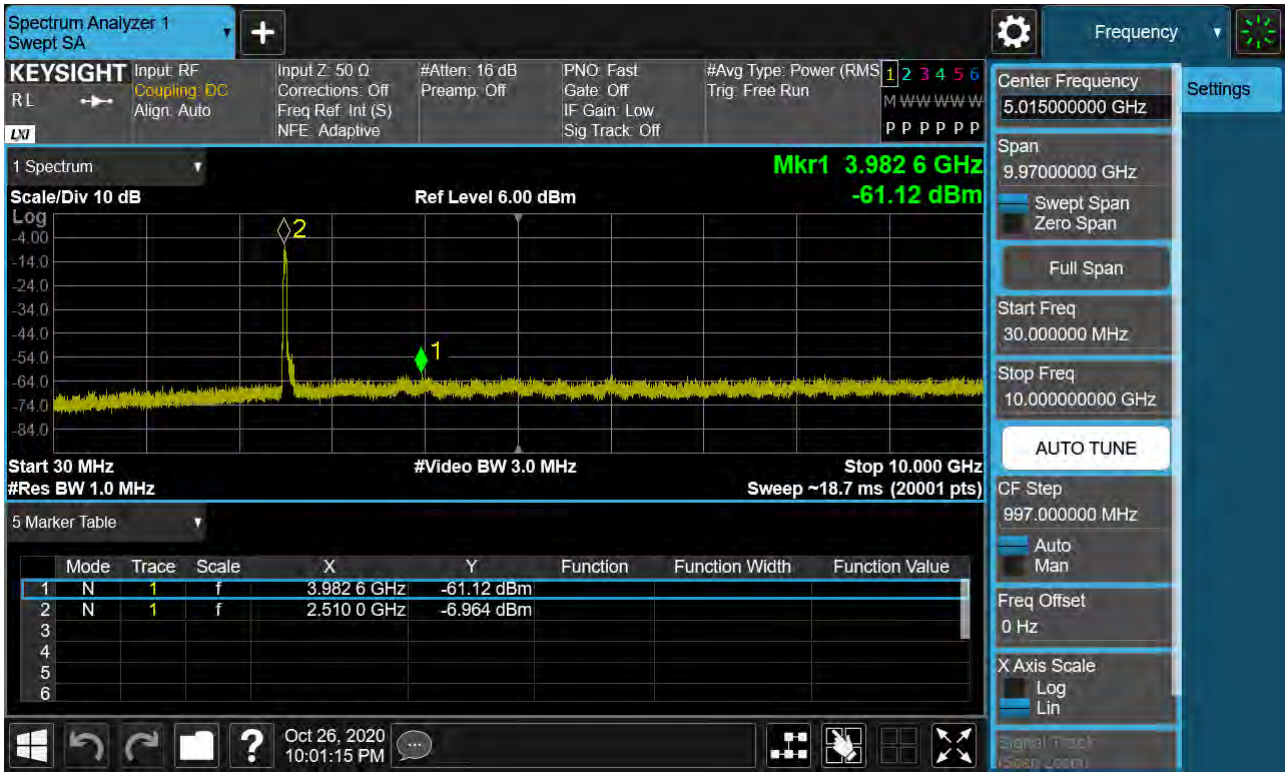 Spectrum Analyzer 1
Swept SA
Frequency
KEYSIGHT
RL
LXI
Input: RF
Coupling: DC
Align: Auto
Input Z: 50 Ω
Corrections: Off
Freq Ref: Int (S)
NFE: Adaptive
#Atten: 16 dB
Preamp: Off
PNO: Fast
Gate: Off
IF Gain: Low
Sig Track: Off
#Avg Type: Power (RMS
Trig: Free Run
1 2 3 4 5 6
M W W W W W
P P P P P P
1 Spectrum
Mkr1 3.982 6 GHz
Scale/Div 10 dB
Ref Level 6.00 dBm
-61.12 dBm
Log
-4.00
-14.0
-24.0
-34.0
-44.0
-54.0
-64.0
-74.0
-84.0
2
1
Start 30 MHz
#Video BW 3.0 MHz
Stop 10.000 GHz
#Res BW 1.0 MHz
Sweep ~18.7 ms (20001 pts)
5 Marker Table
Mode Trace Scale X Y Function Function Width Function Value
1 N 1 f 3.982 6 GHz -61.12 dBm
2 N 1 f 2.510 0 GHz -6.964 dBm
3
4
5
6
Oct 26, 2020
10:01:15 PM
Center Frequency
5.015000000 GHz
Settings
Span
9.97000000 GHz
Swept Span
Zero Span
Full Span
Start Freq
30.000000 MHz
Stop Freq
10.000000000 GHz
AUTO TUNE
CF Step
997.000000 MHz
Auto
Man
Freq Offset
0 Hz
X Axis Scale
Log
Lin
Signal Track
(Span Zoom)